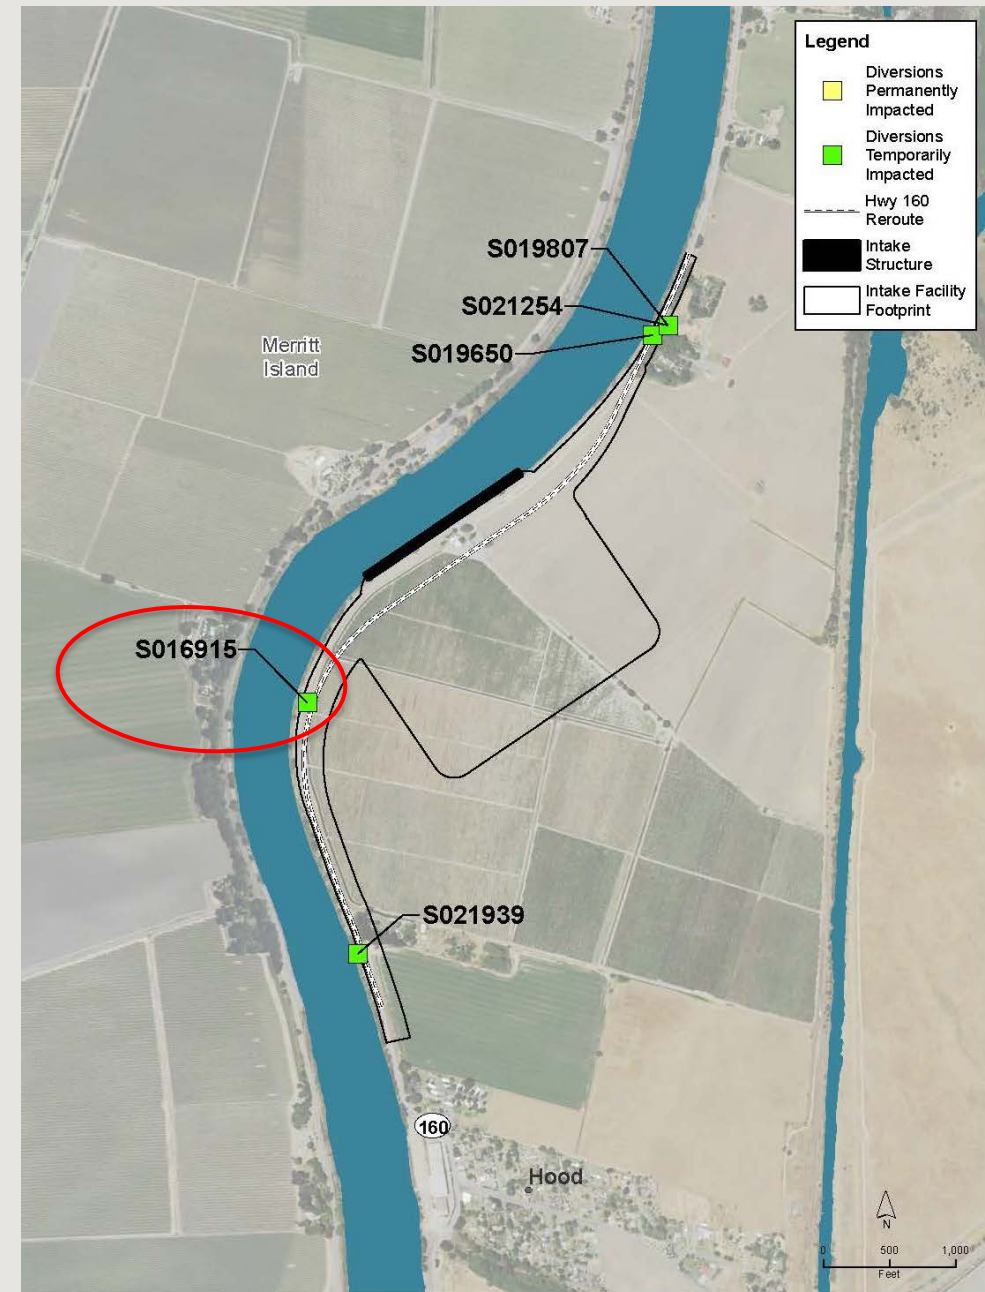 Legend
Diversions
Permanently
Impacted
Diversions
Temporarily
Impacted
Hwy 160
Reroute
Intake
Structure
Intake Facility
Footprint
S019807
S021254
S019650
Merritt
Island
S016915
S021939
160
Hood
N
0 500 1,000
Feet